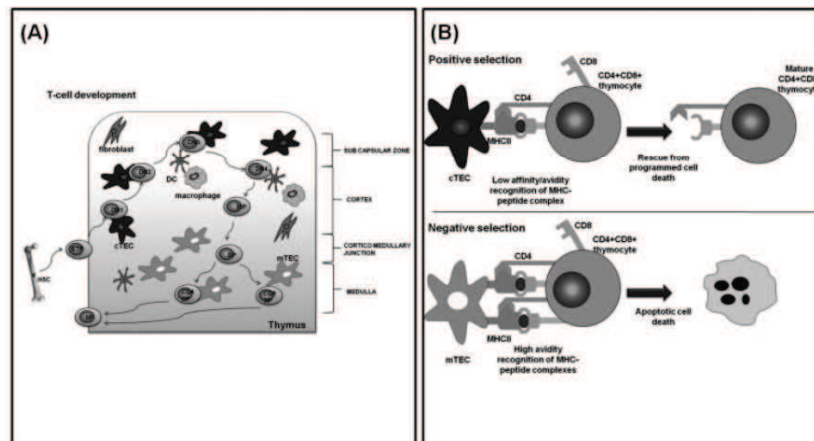 (A)
T-cell development
fibroblast
DC
macrophage
cTEC
mTEC
HSC
Thymus
SUB CAPSULAR ZONE
CORTEX
CORTICO MEDULLARY
JUNCTION
MEDULLA
(B)
Positive selection
CD8
CD4+CD8+
thymocyte
CD4
MHCII
cTEC
Low affinity/avidity
recognition of MHC-
peptide complex
Rescue from
programmed cell
death
Mature
thymocyte
Negative selection
CD8
CD4+CD8+
thymocyte
CD4
MHCII
mTEC
High avidity
recognition of MHC-
peptide complexes
Apoptotic cell
death